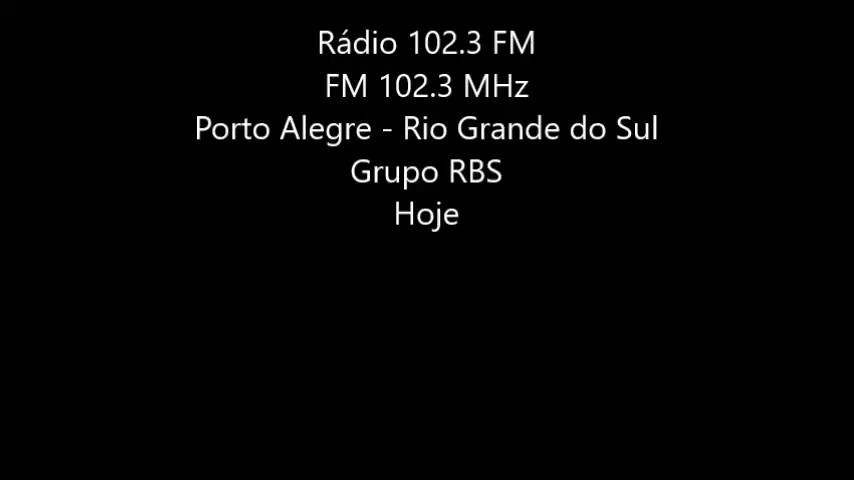 Rádio 102.3 FM
FM 102.3 MHz
Porto Alegre - Rio Grande do Sul
Grupo RBS
Hoje